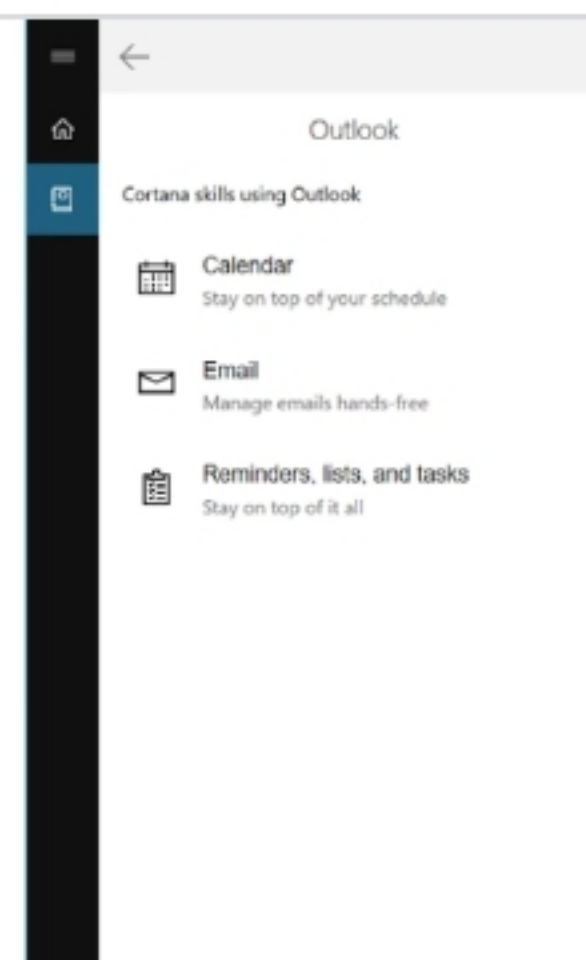 Outlook
Cortana skills using Outlook
Calendar
Stay on top of your schedule
Email
Manage emails hands-free
Reminders, lists, and tasks
Stay on top of it all